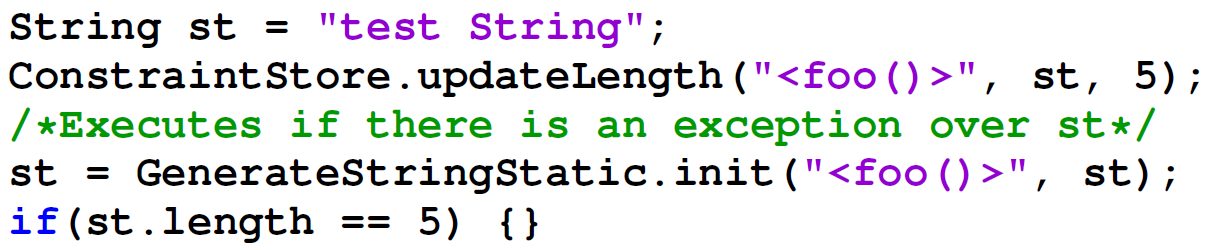 String st = "test String";
ConstraintStore.updateLength("<foo()>", st, 5);
/*Executes if there is an exception over st*/
st = GenerateStringStatic.init("<foo()>", st);
if(st.length == 5) {}